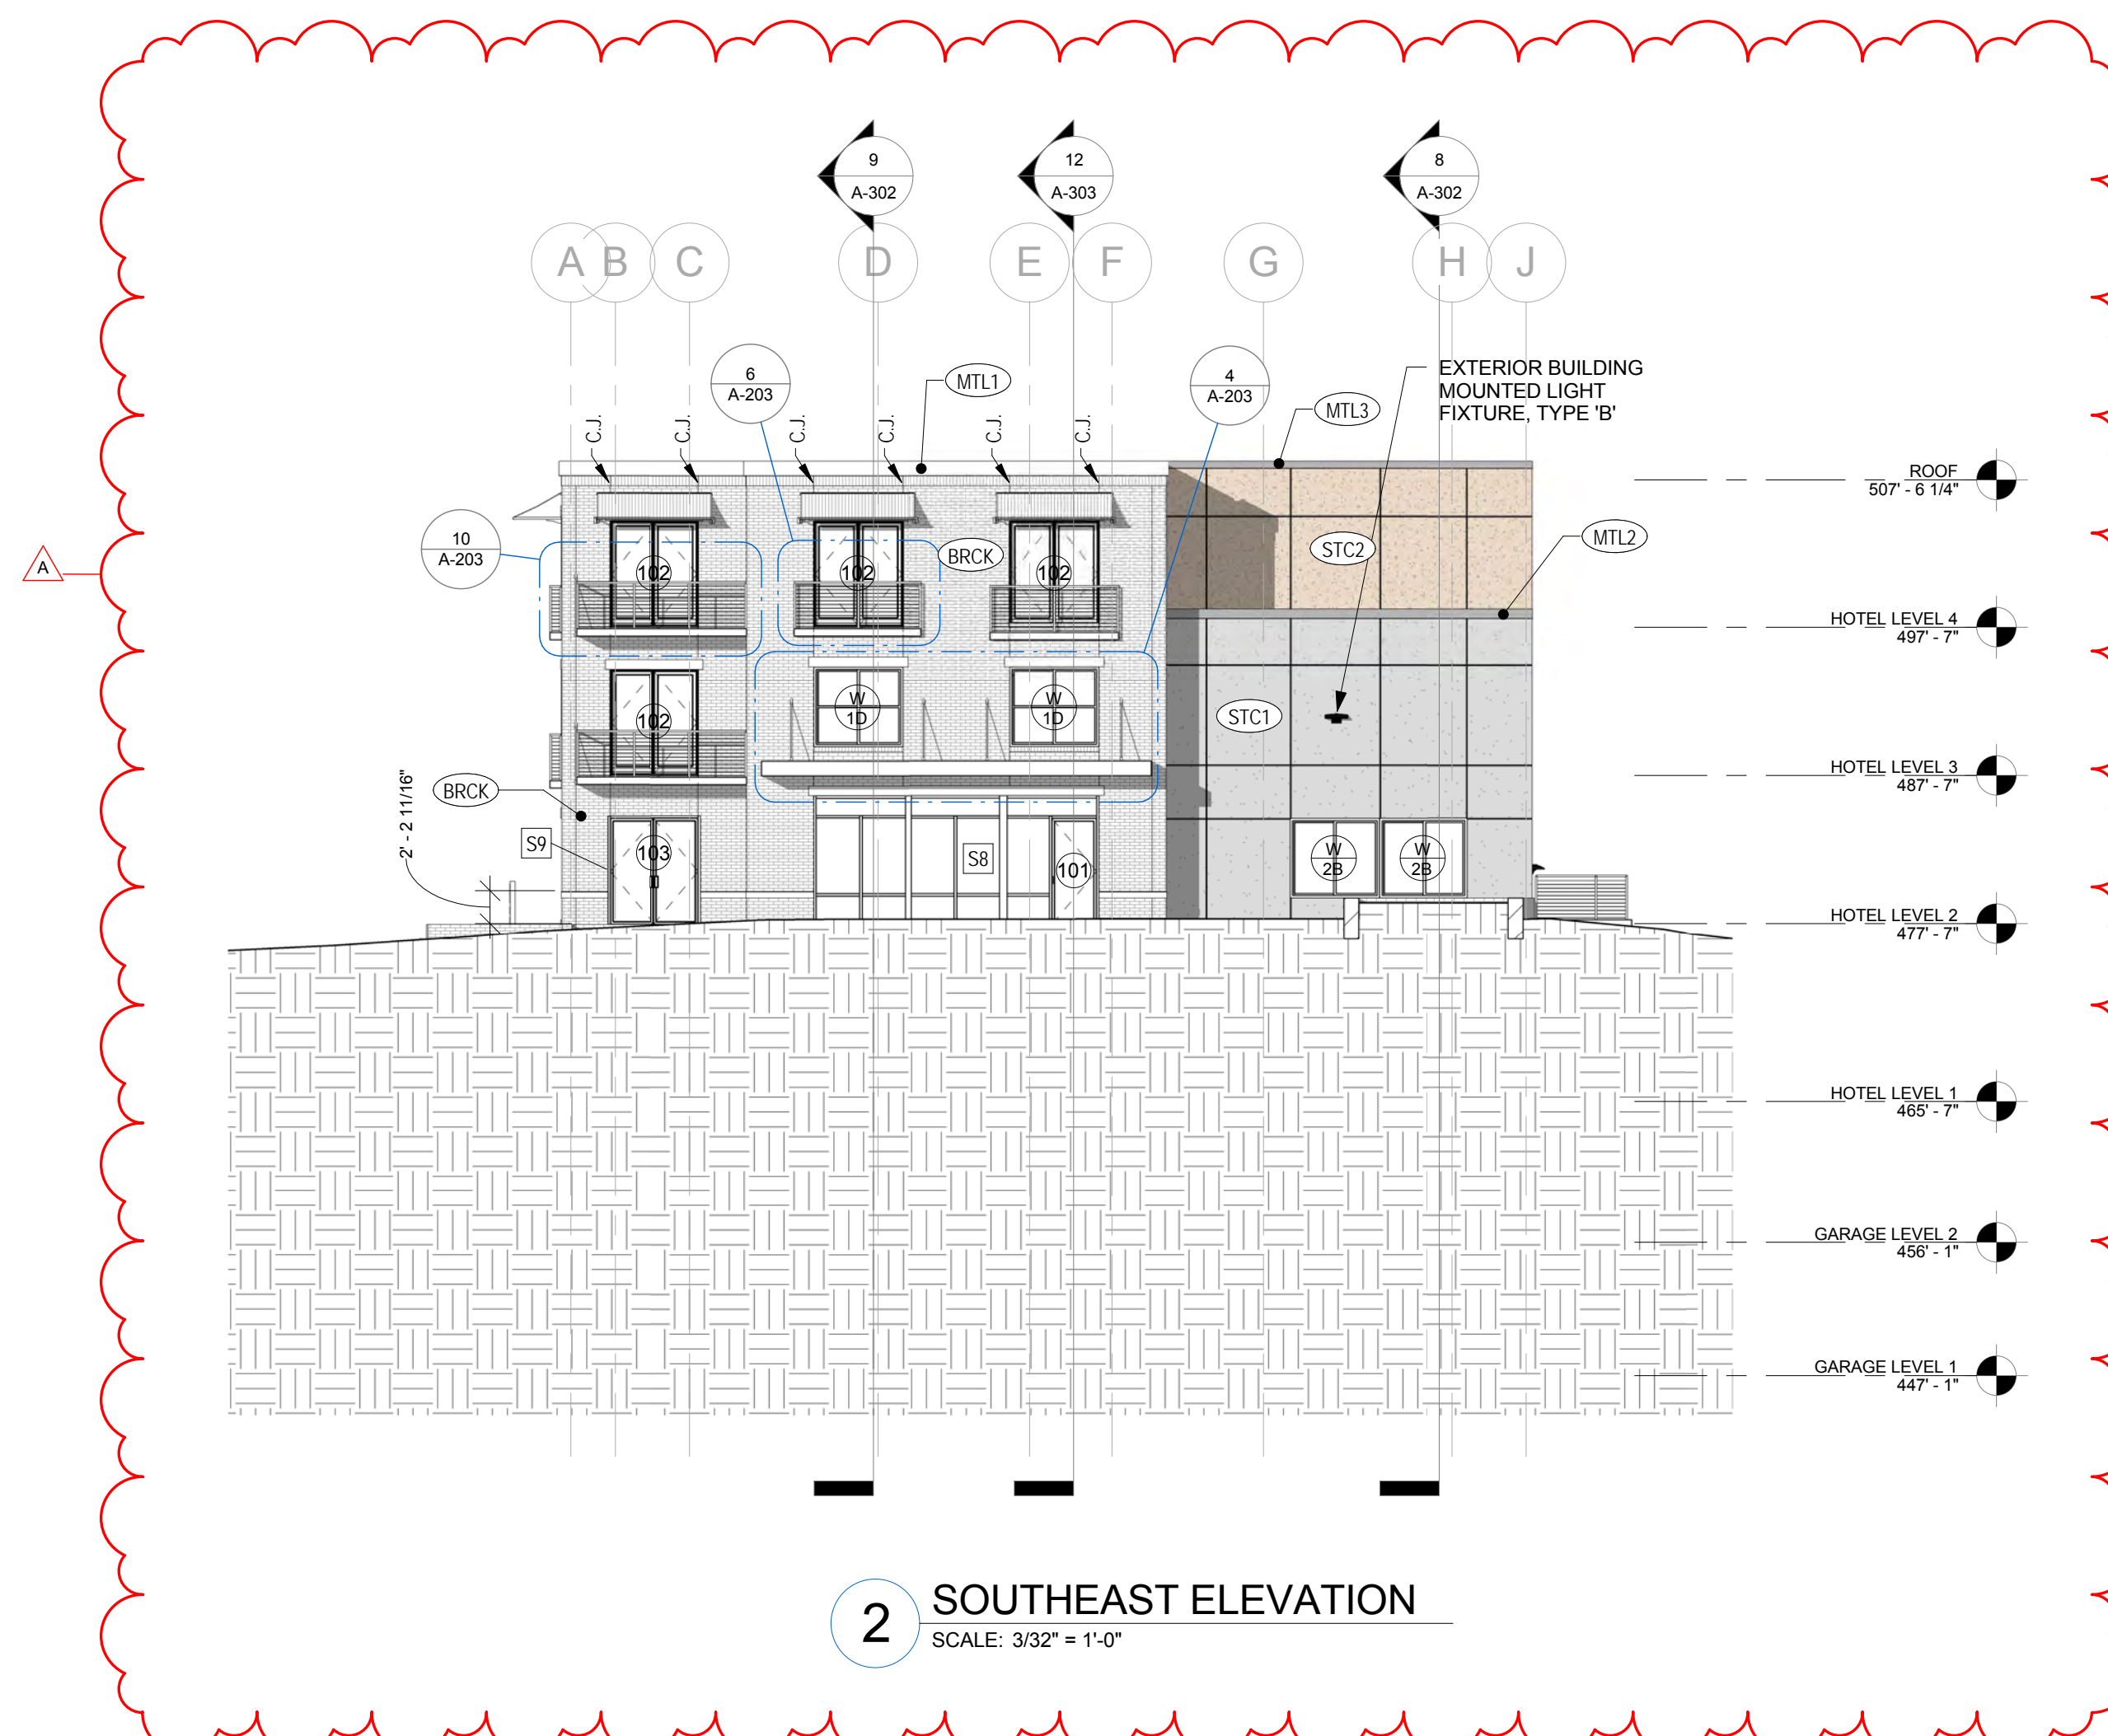 9
A-302
12
A-303
8
A-302
A
B
C
D
E
F
G
H
J
6
A-203
MTL1
4
A-203
EXTERIOR BUILDING
MOUNTED LIGHT
FIXTURE, TYPE 'B'
MTL3
C.J.
C.J.
C.J.
C.J.
C.J.
C.J.
ROOF
507' - 6 1/4"
10
A-203
A
102
102
BRCK
102
STC2
MTL2
HOTEL LEVEL 4
497' - 7"
102
W
1D
W
1D
STC1
HOTEL LEVEL 3
487' - 7"
BRCK
2' - 2 11/16"
S9
103
S8
101
W
2B
W
2B
HOTEL LEVEL 2
477' - 7"
HOTEL LEVEL 1
465' - 7"
GARAGE LEVEL 2
456' - 1"
GARAGE LEVEL 1
447' - 1"
2
SOUTHEAST ELEVATION
SCALE: 3/32" = 1'-0"